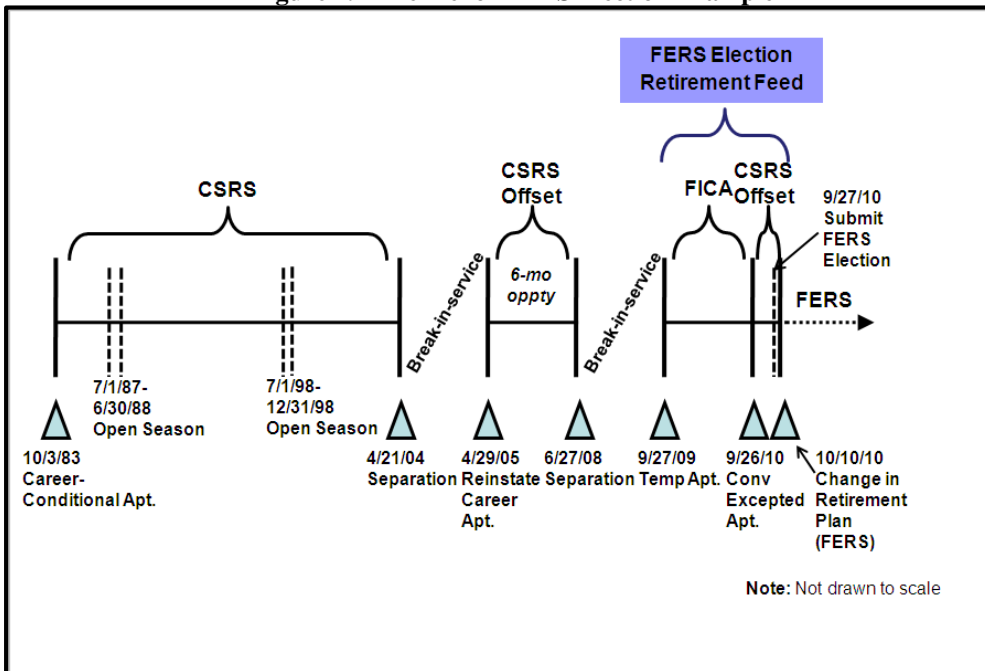 FERS Election
Retirement Feed
CSRS
CSRS
Offset
FICA
CSRS
Offset
9/27/10
Submit
FERS
Election
Break-in-service
6-mo
oppty
Break-in-service
FERS
7/1/87-
6/30/88
Open Season
7/1/98-
12/31/98
Open Season
10/3/83
Career-
Conditional Apt.
4/21/04
Separation
4/29/05
Reinstate
Career
Apt.
6/27/08
Separation
9/27/09
Temp Apt.
9/26/10
Conv
Excepted
Apt.
10/10/10
Change in
Retirement
Plan
(FERS)
Note: Not drawn to scale